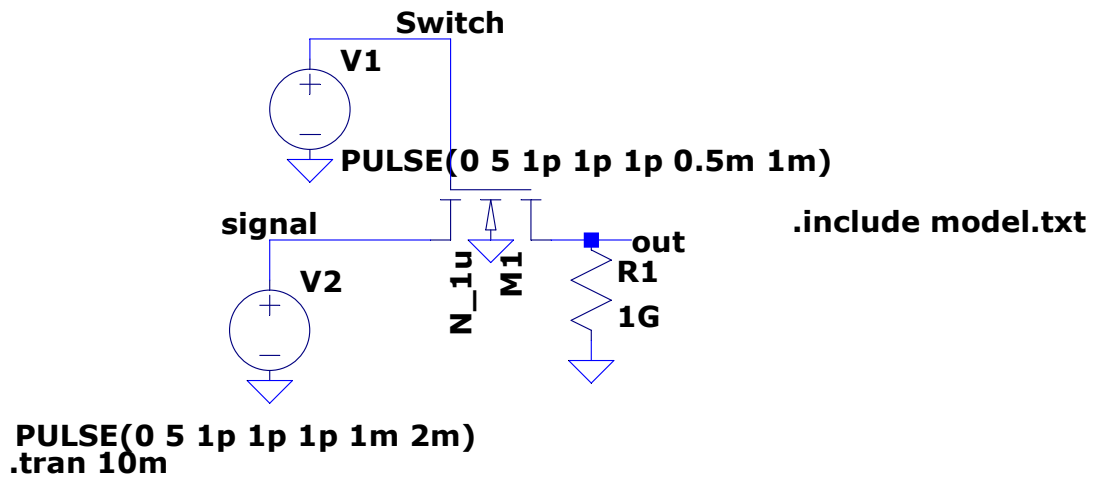 Switch
V1
PULSE(0 5 1p 1p 1p 0.5m 1m)
signal
.include model.txt
out
N_1u
M1
R1
V2
1G
PULSE(0 5 1p 1p 1p 1m 2m)
.tran 10m